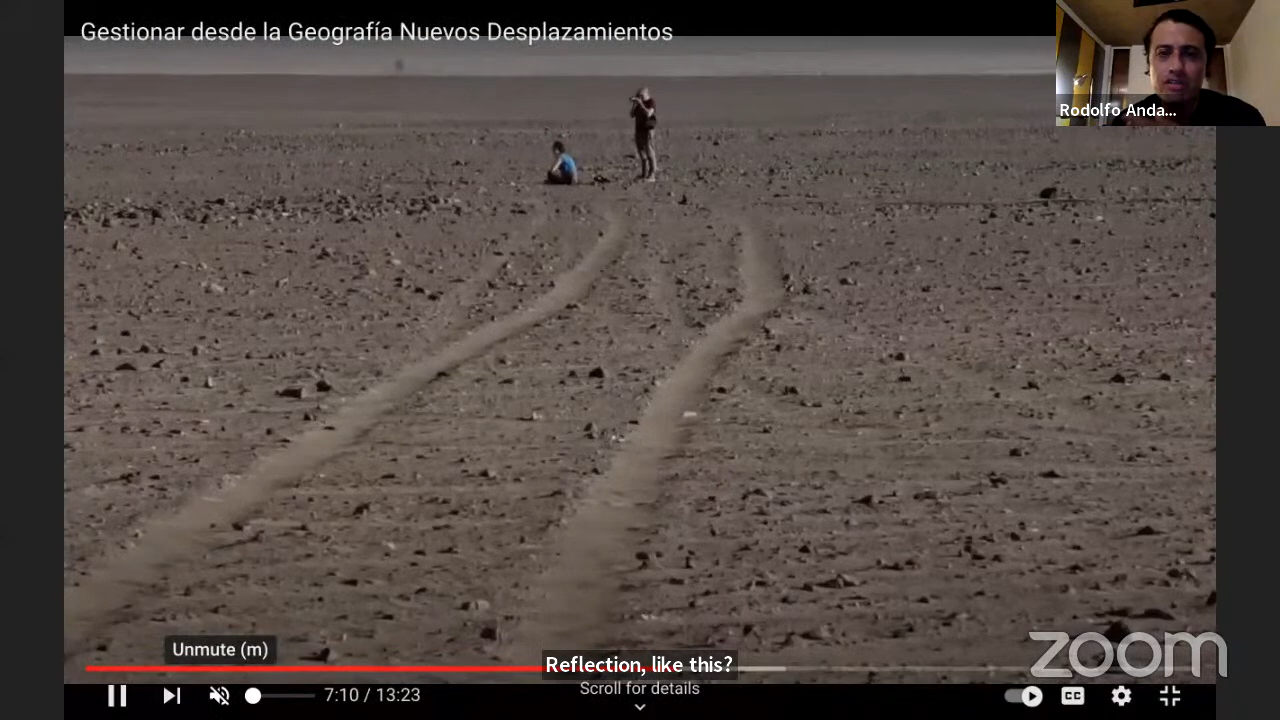 Gestionar desde la Geografía Nuevos Desplazamientos
Rodolfo Anda...
Unmute (m)
Reflection, like this?
zoom
7:10 / 13:23
Scroll for details
CC